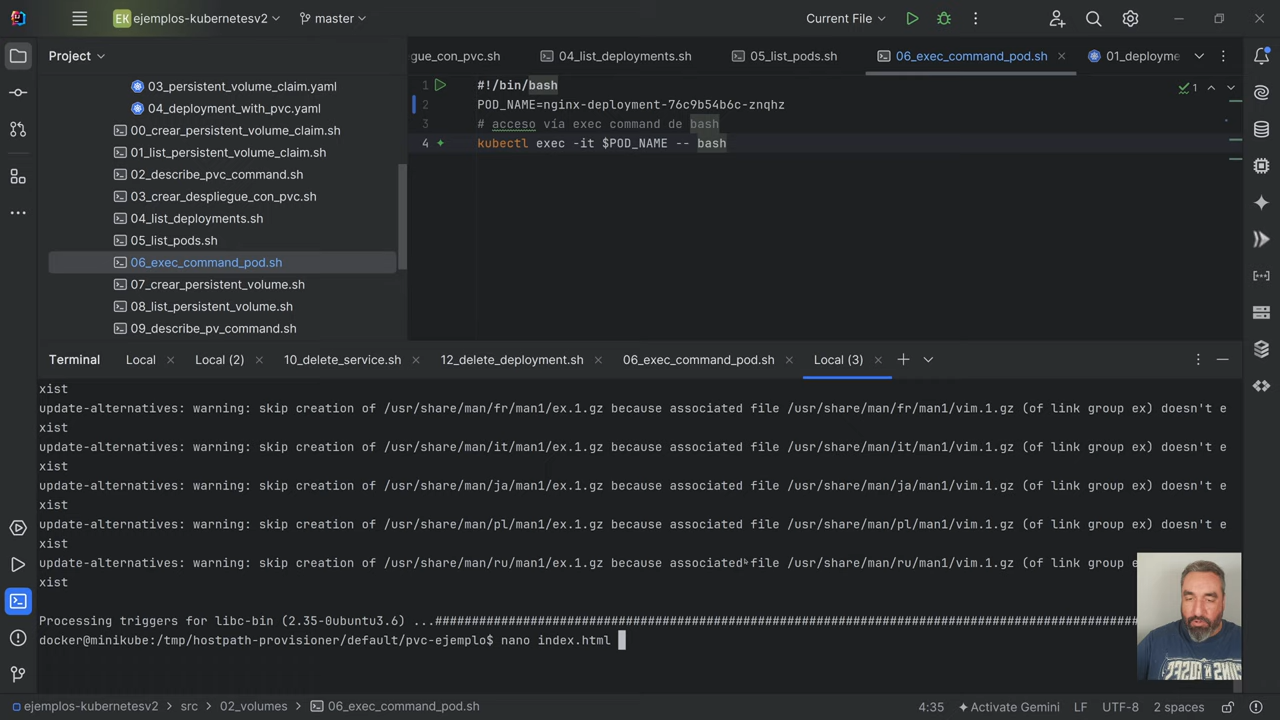 EK ejemplos-kubernetesv2 master Current File
Project
gue_con_pvc.sh 04_list_deployments.sh 05_list_pods.sh 06_exec_command_pod.sh 01_deployme
03_persistent_volume_claim.yaml
04_deployment_with_pvc.yaml
00_crear_persistent_volume_claim.sh
01_list_persistent_volume_claim.sh
02_describe_pvc_command.sh
03_crear_despliegue_con_pvc.sh
04_list_deployments.sh
05_list_pods.sh
06_exec_command_pod.sh
07_crear_persistent_volume.sh
08_list_persistent_volume.sh
09_describe_pv_command.sh
1 #!/bin/bash
2 POD_NAME=nginx-deployment-76c9b54b6c-znqhz
3 # acceso via exec command de bash
4 kubectl exec -it $POD_NAME -- bash
1
Terminal Local Local (2) 10_delete_service.sh 12_delete_deployment.sh 06_exec_command_pod.sh Local (3)
xist
update-alternatives: warning: skip creation of /usr/share/man/fr/man1/ex.1.gz because associated file /usr/share/man/fr/man1/vim.1.gz (of link group ex) doesn't e
xist
update-alternatives: warning: skip creation of /usr/share/man/it/man1/ex.1.gz because associated file /usr/share/man/it/man1/vim.1.gz (of link group ex) doesn't e
xist
update-alternatives: warning: skip creation of /usr/share/man/ja/man1/ex.1.gz because associated file /usr/share/man/ja/man1/vim.1.gz (of link group ex) doesn't e
xist
update-alternatives: warning: skip creation of /usr/share/man/pl/man1/ex.1.gz because associated file /usr/share/man/pl/man1/vim.1.gz (of link group ex) doesn't e
xist
update-alternatives: warning: skip creation of /usr/share/man/ru/man1/ex.1.gz because associated file /usr/share/man/ru/man1/vim.1.gz (of link group e
xist
Processing triggers for libc-bin (2.35-0ubuntu3.6) ...######################################################################################
docker@minikube:/tmp/hostpath-provisioner/default/pvc-ejemplo$ nano index.html
ejemplos-kubernetesv2 > src > 02_volumes > 06_exec_command_pod.sh 4:35 Activate Gemini LF UTF-8 2 spaces